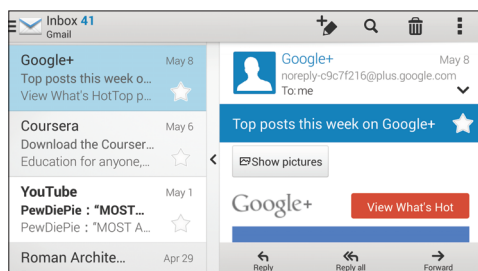 Inbox 41
Gmail
Google+ May 8
Top posts this week o...
View What's HotTop p...
Coursera May 6
Download the Courser...
Education for anyone,...
YouTube May 1
PewDiePie : “MOST...
PewDiePie : “MOST A...
Roman Archite... Apr 29
Google+ May 8
noreply-c9c7f216@plus.google.com
To: me
Top posts this week on Google+
Show pictures
Google+
View What's Hot
Reply Reply all Forward